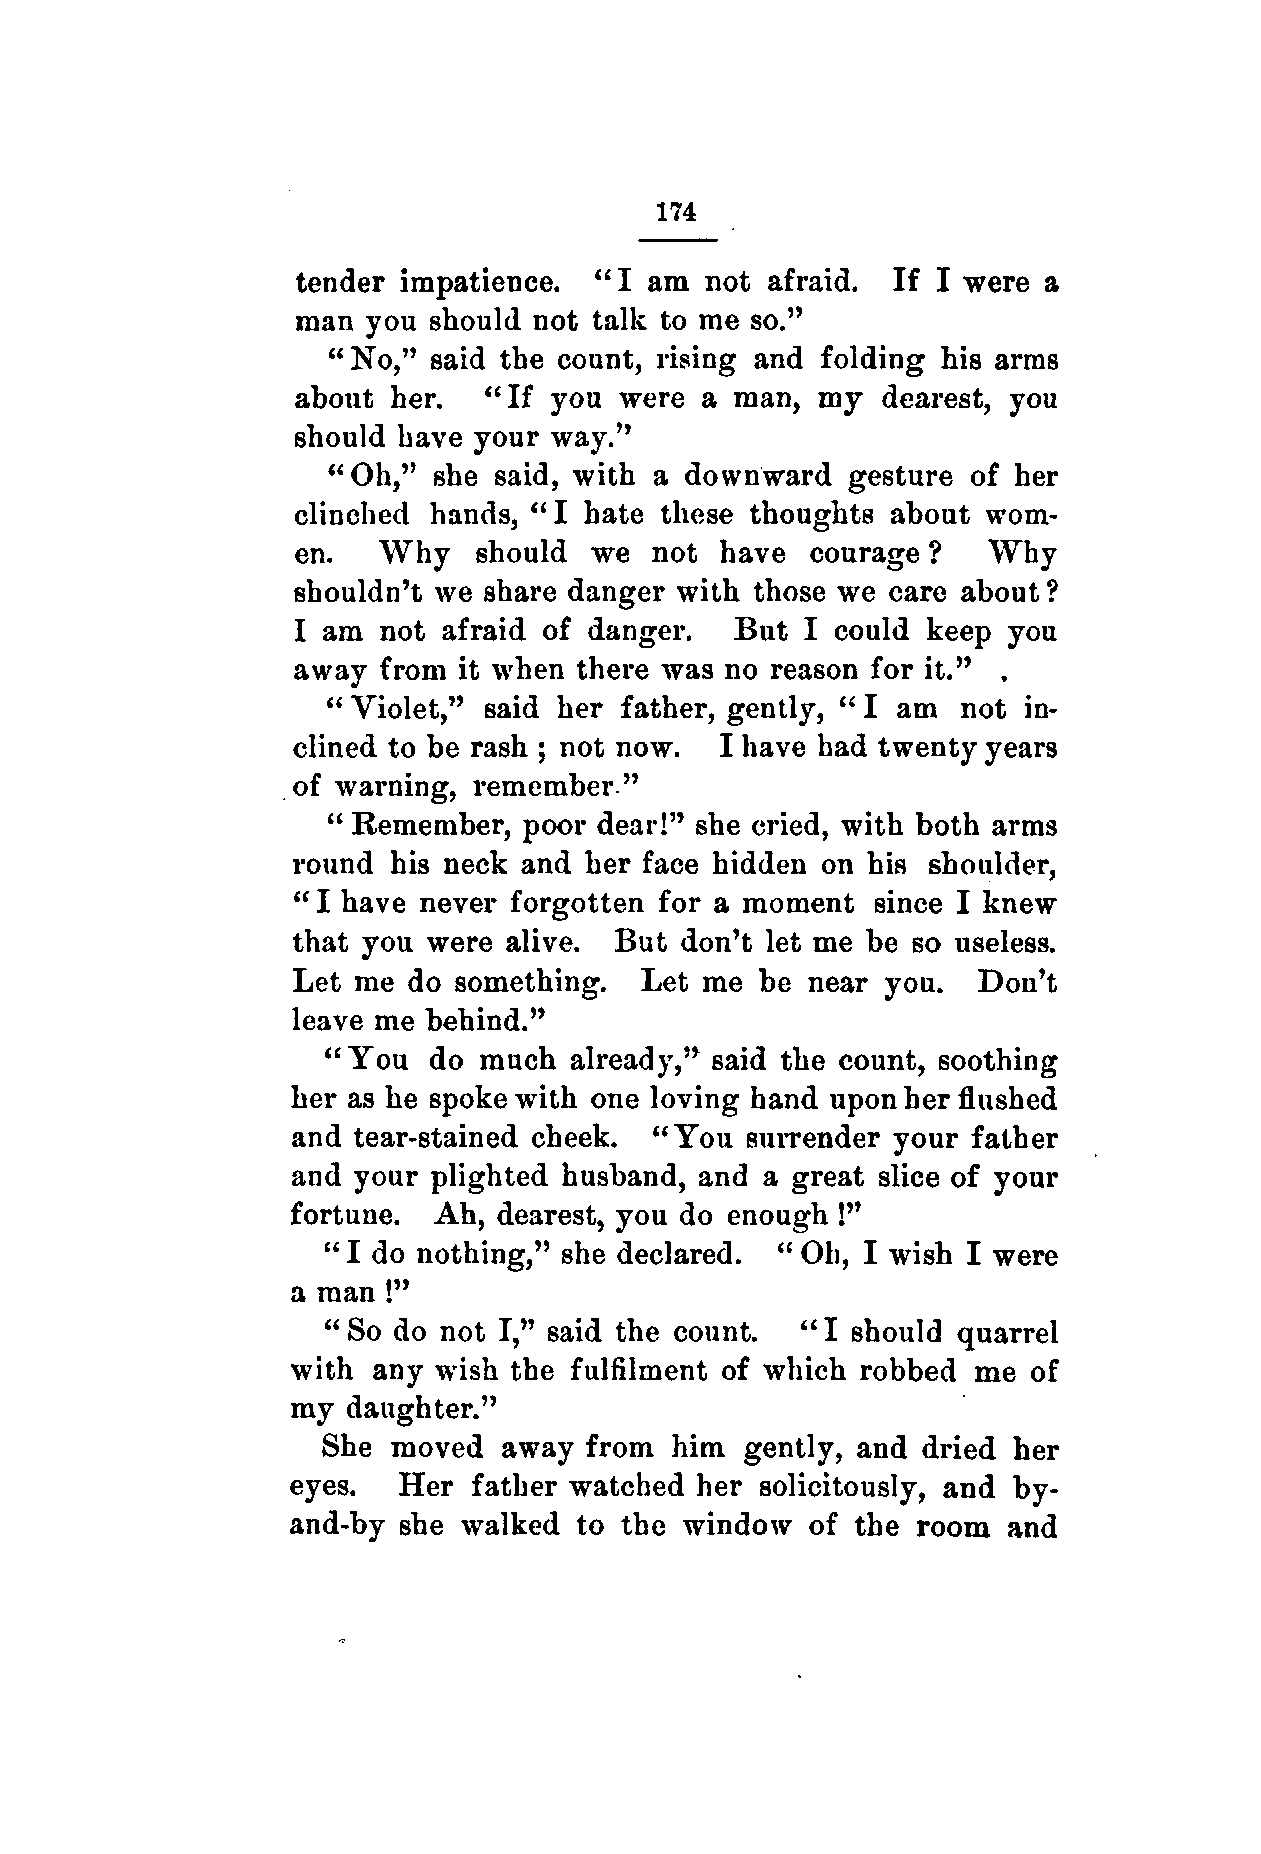 174
tender impatience. “I am not afraid. If I were a
man you should not talk to me so.”
“No,” said the count, rising and folding his arms
about her. “If you were a man, my dearest, you
should have your way.”
“Oh,” she said, with a downward gesture of her
clinched hands, “I hate these thoughts about wom-
en. Why should we not have courage? Why
shouldn't we share danger with those we care about?
I am not afraid of danger. But I could keep you
away from it when there was no reason for it.”
“Violet,” said her father, gently, “I am not in-
clined to be rash; not now. I have had twenty years
of warning, remember.”
“Remember, poor dear!” she cried, with both arms
round his neck and her face hidden on his shoulder,
“I have never forgotten for a moment since I knew
that you were alive. But don't let me be so useless.
Let me do something. Let me be near you. Don't
leave me behind.”
“You do much already,” said the count, soothing
her as he spoke with one loving hand upon her flushed
and tear-stained cheek. “You surrender your father
and your plighted husband, and a great slice of your
fortune. Ah, dearest, you do enough!”
“I do nothing,” she declared. “Oh, I wish I were
a man!”
“So do not I,” said the count. “I should quarrel
with any wish the fulfilment of which robbed me of
my daughter.”
She moved away from him gently, and dried her
eyes. Her father watched her solicitously, and by-
and-by she walked to the window of the room and